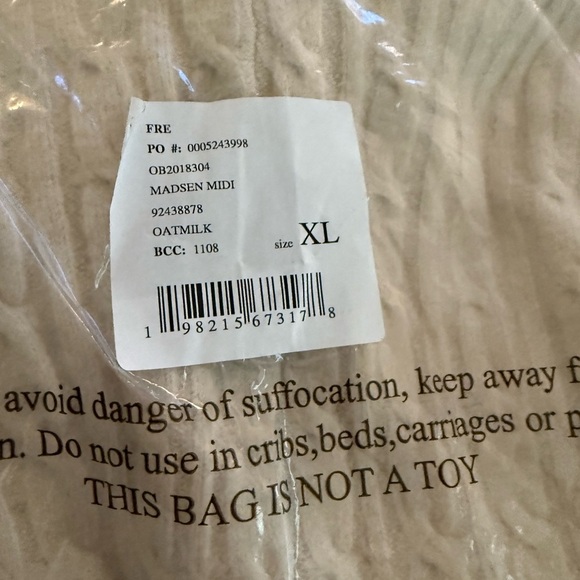 FRE
PO #: 0005243998
OB2018304
MADSEN MIDI
92438878
OATMILK
BCC: 1108 size XL
1 98215 67317 8
avoid danger of suffocation, keep away f
n. Do not use in cribs,beds,carriages or p
THIS BAG IS NOT A TOY